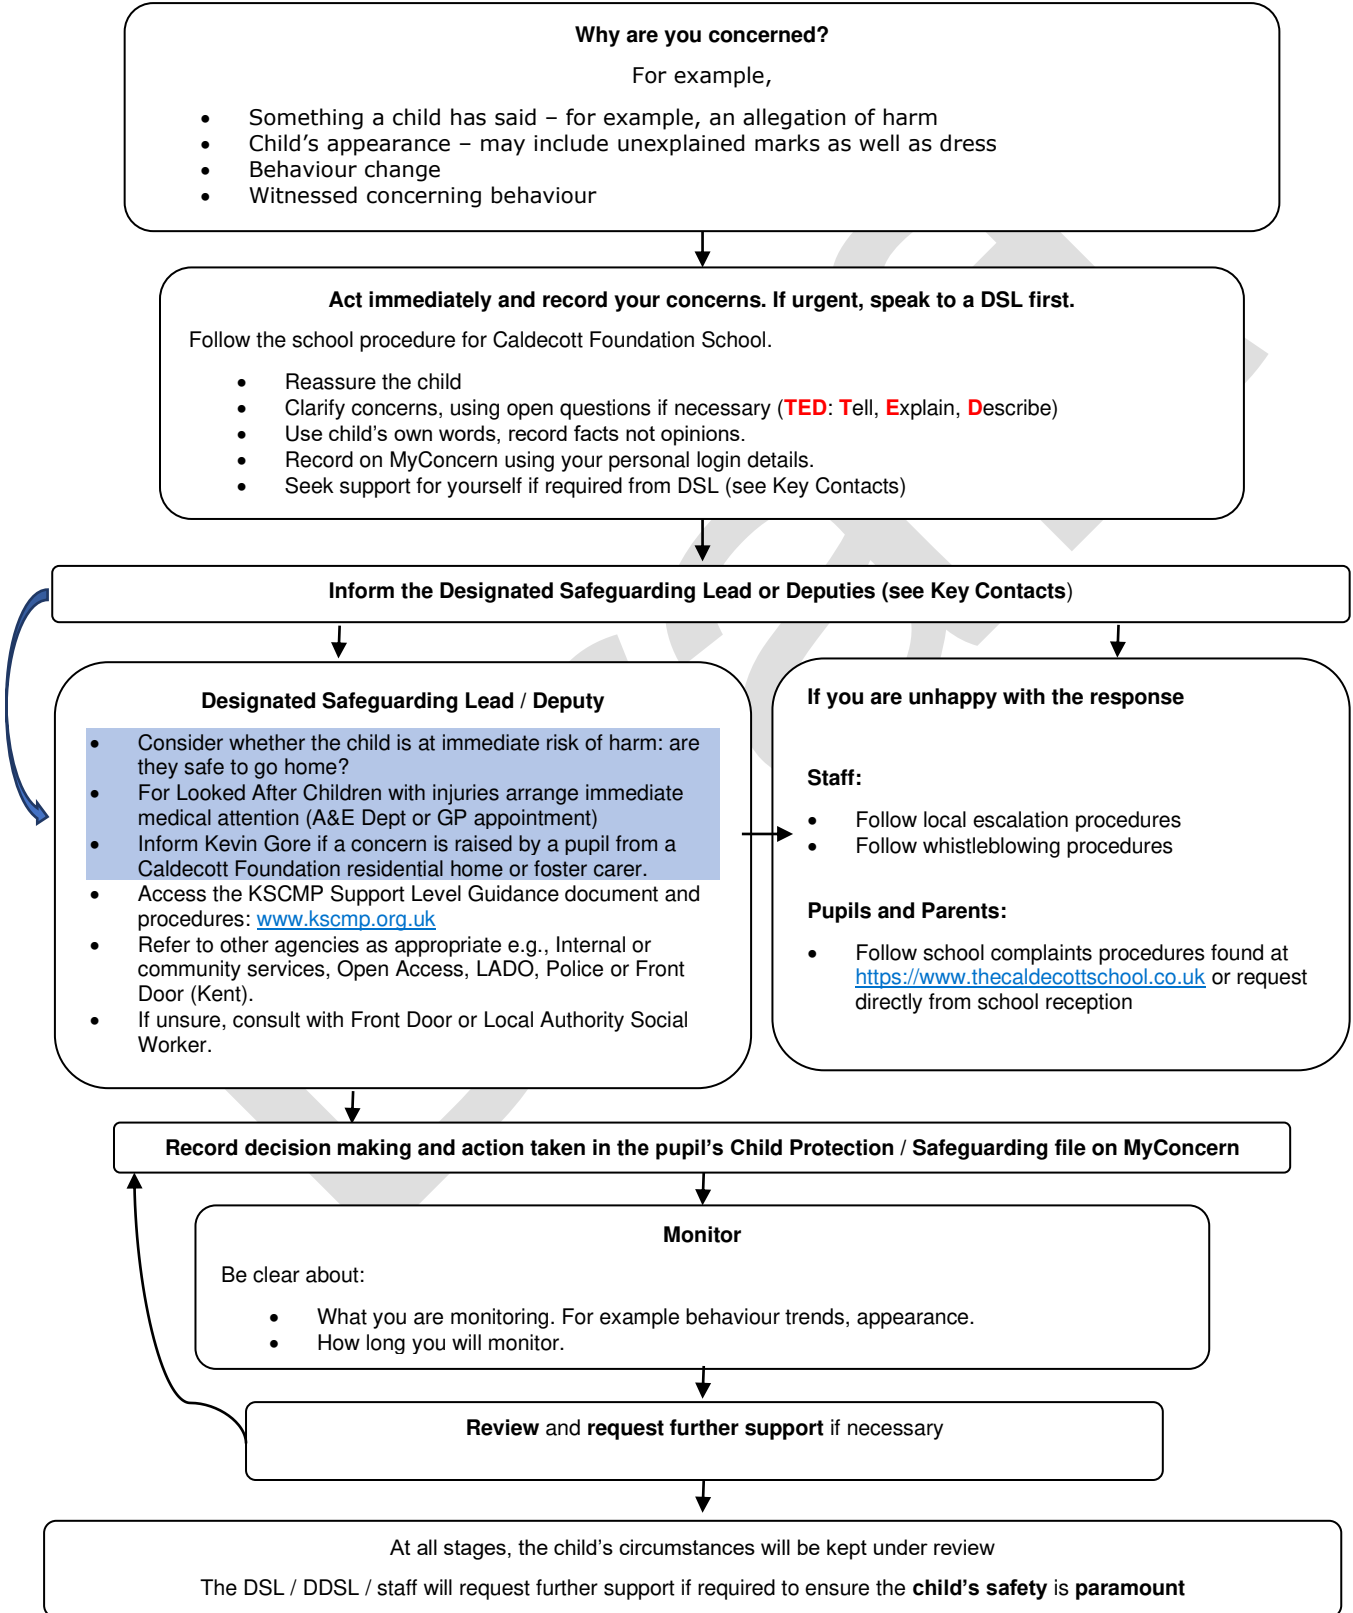 Why are you concerned?
For example,
• Something a child has said – for example, an allegation of harm
• Child’s appearance – may include unexplained marks as well as dress
• Behaviour change
• Witnessed concerning behaviour
Act immediately and record your concerns. If urgent, speak to a DSL first.
Follow the school procedure for Caldecott Foundation School.
• Reassure the child
• Clarify concerns, using open questions if necessary (TED: Tell, Explain, Describe)
• Use child’s own words, record facts not opinions.
• Record on MyConcern using your personal login details.
• Seek support for yourself if required from DSL (see Key Contacts)
Inform the Designated Safeguarding Lead or Deputies (see Key Contacts)
Designated Safeguarding Lead / Deputy
• Consider whether the child is at immediate risk of harm: are
they safe to go home?
• For Looked After Children with injuries arrange immediate
medical attention (A&E Dept or GP appointment)
• Inform Kevin Gore if a concern is raised by a pupil from a
Caldecott Foundation residential home or foster carer.
• Access the KSCMP Support Level Guidance document and
procedures: www.kscmp.org.uk
• Refer to other agencies as appropriate e.g., Internal or
community services, Open Access, LADO, Police or Front
Door (Kent).
• If unsure, consult with Front Door or Local Authority Social
Worker.
If you are unhappy with the response
Staff:
• Follow local escalation procedures
• Follow whistleblowing procedures
Pupils and Parents:
• Follow school complaints procedures found at
https://www.thecaldecottschool.co.uk or request
directly from school reception
Record decision making and action taken in the pupil’s Child Protection / Safeguarding file on MyConcern
Monitor
Be clear about:
• What you are monitoring. For example behaviour trends, appearance.
• How long you will monitor.
Review and request further support if necessary
At all stages, the child’s circumstances will be kept under review
The DSL / DDSL / staff will request further support if required to ensure the child’s safety is paramount